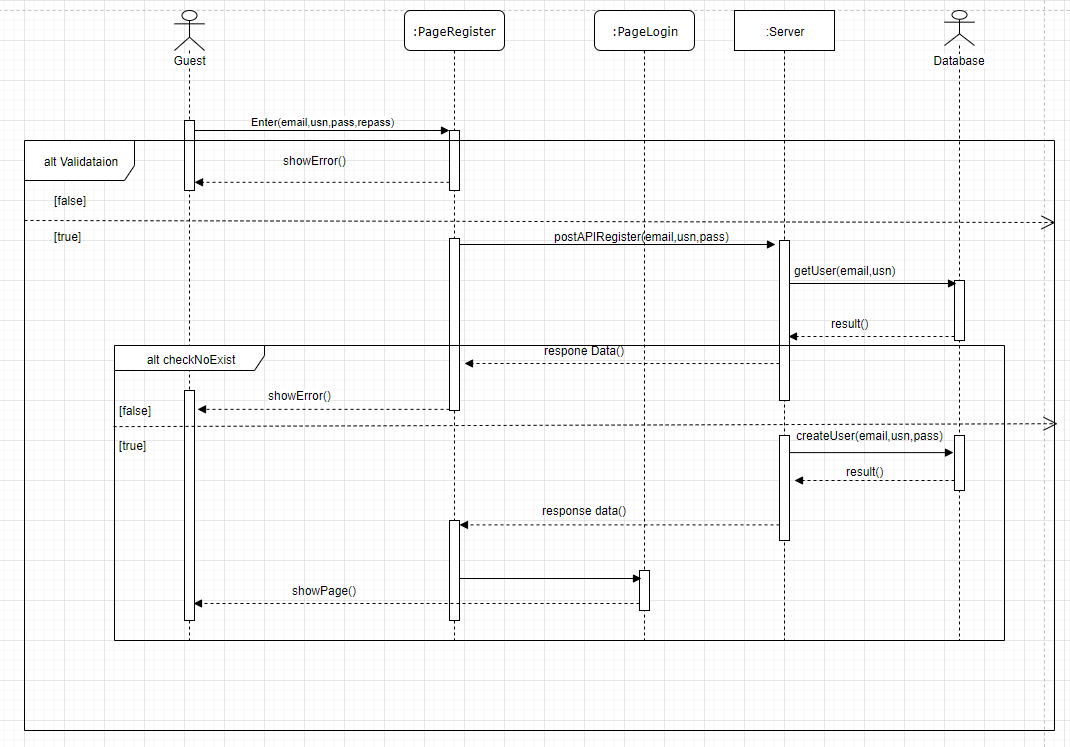 :PageRegister
:PageLogin
:Server
Guest
Database
Enter(email,usn,pass,repass)
alt Validataion
showError()
[false]
[true]
postAPIRegister(email,usn,pass)
getUser(email,usn)
result()
respone Data()
alt checkNoExist
showError()
[false]
createUser(email,usn,pass)
[true]
result()
response data()
showPage()